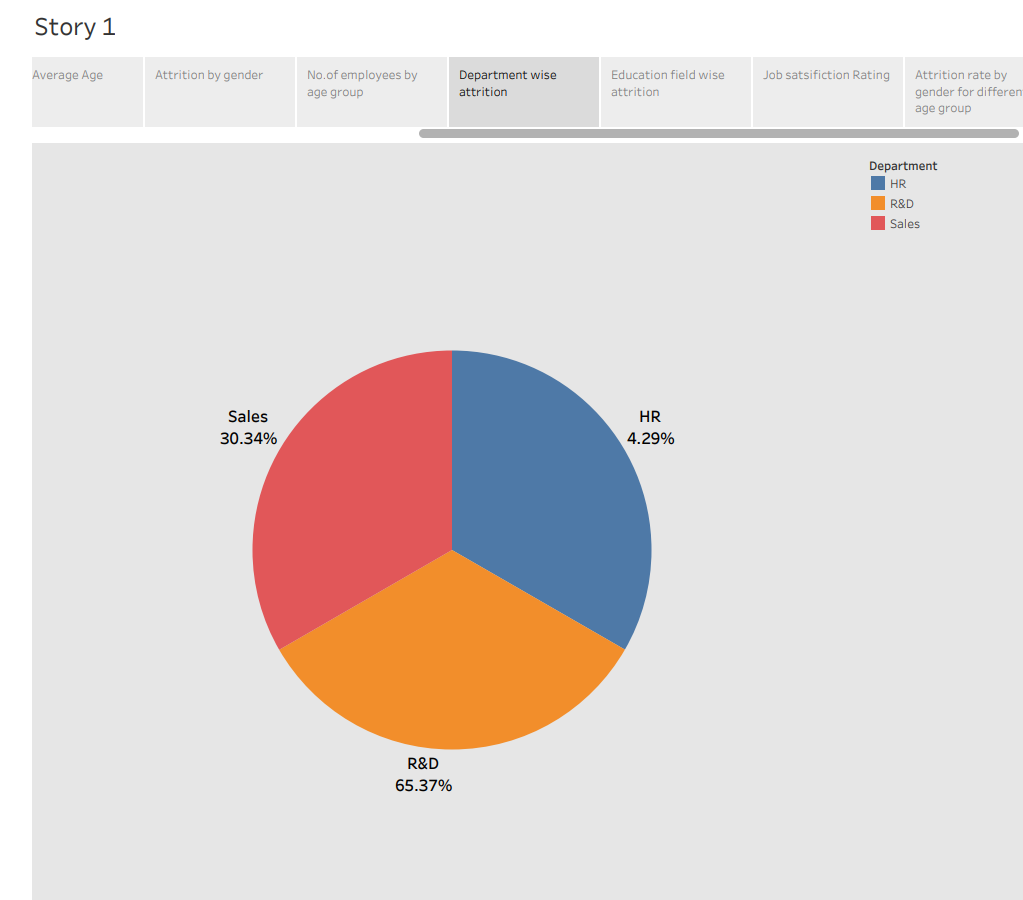 Story 1
Average Age
Attrition by gender
No.of employees by
age group
Department wise
attrition
Education field wise
attrition
Job satsifiction Rating
Attrition rate by
gender for differen
age group
Department
HR
R&D
Sales
Sales
30.34%
HR
4.29%
R&D
65.37%